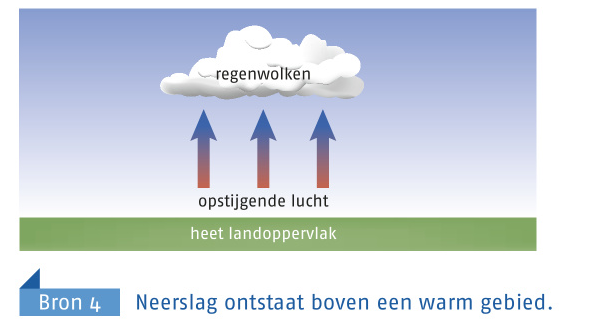 regenwolken
opstijgende lucht
heet landoppervlak
Bron 4 Neerslag ontstaat boven een warm gebied.